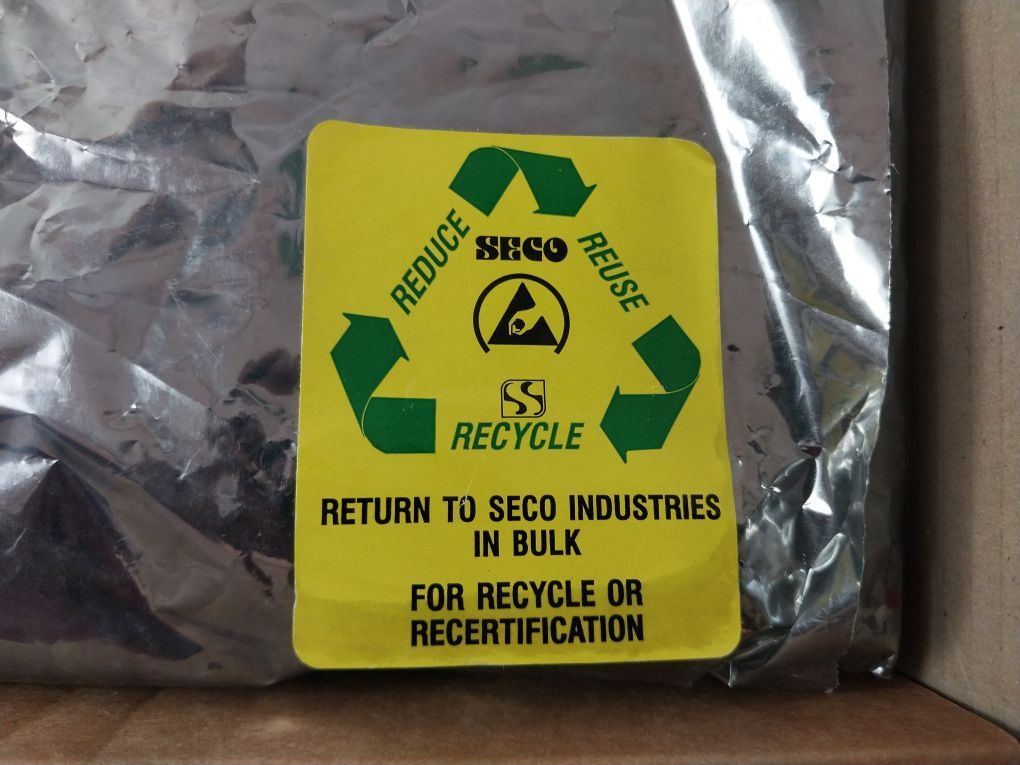 SECO
REDUCE
REUSE
RECYCLE
RETURN TO SECO INDUSTRIES
IN BULK
FOR RECYCLE OR
RECERTIFICATION